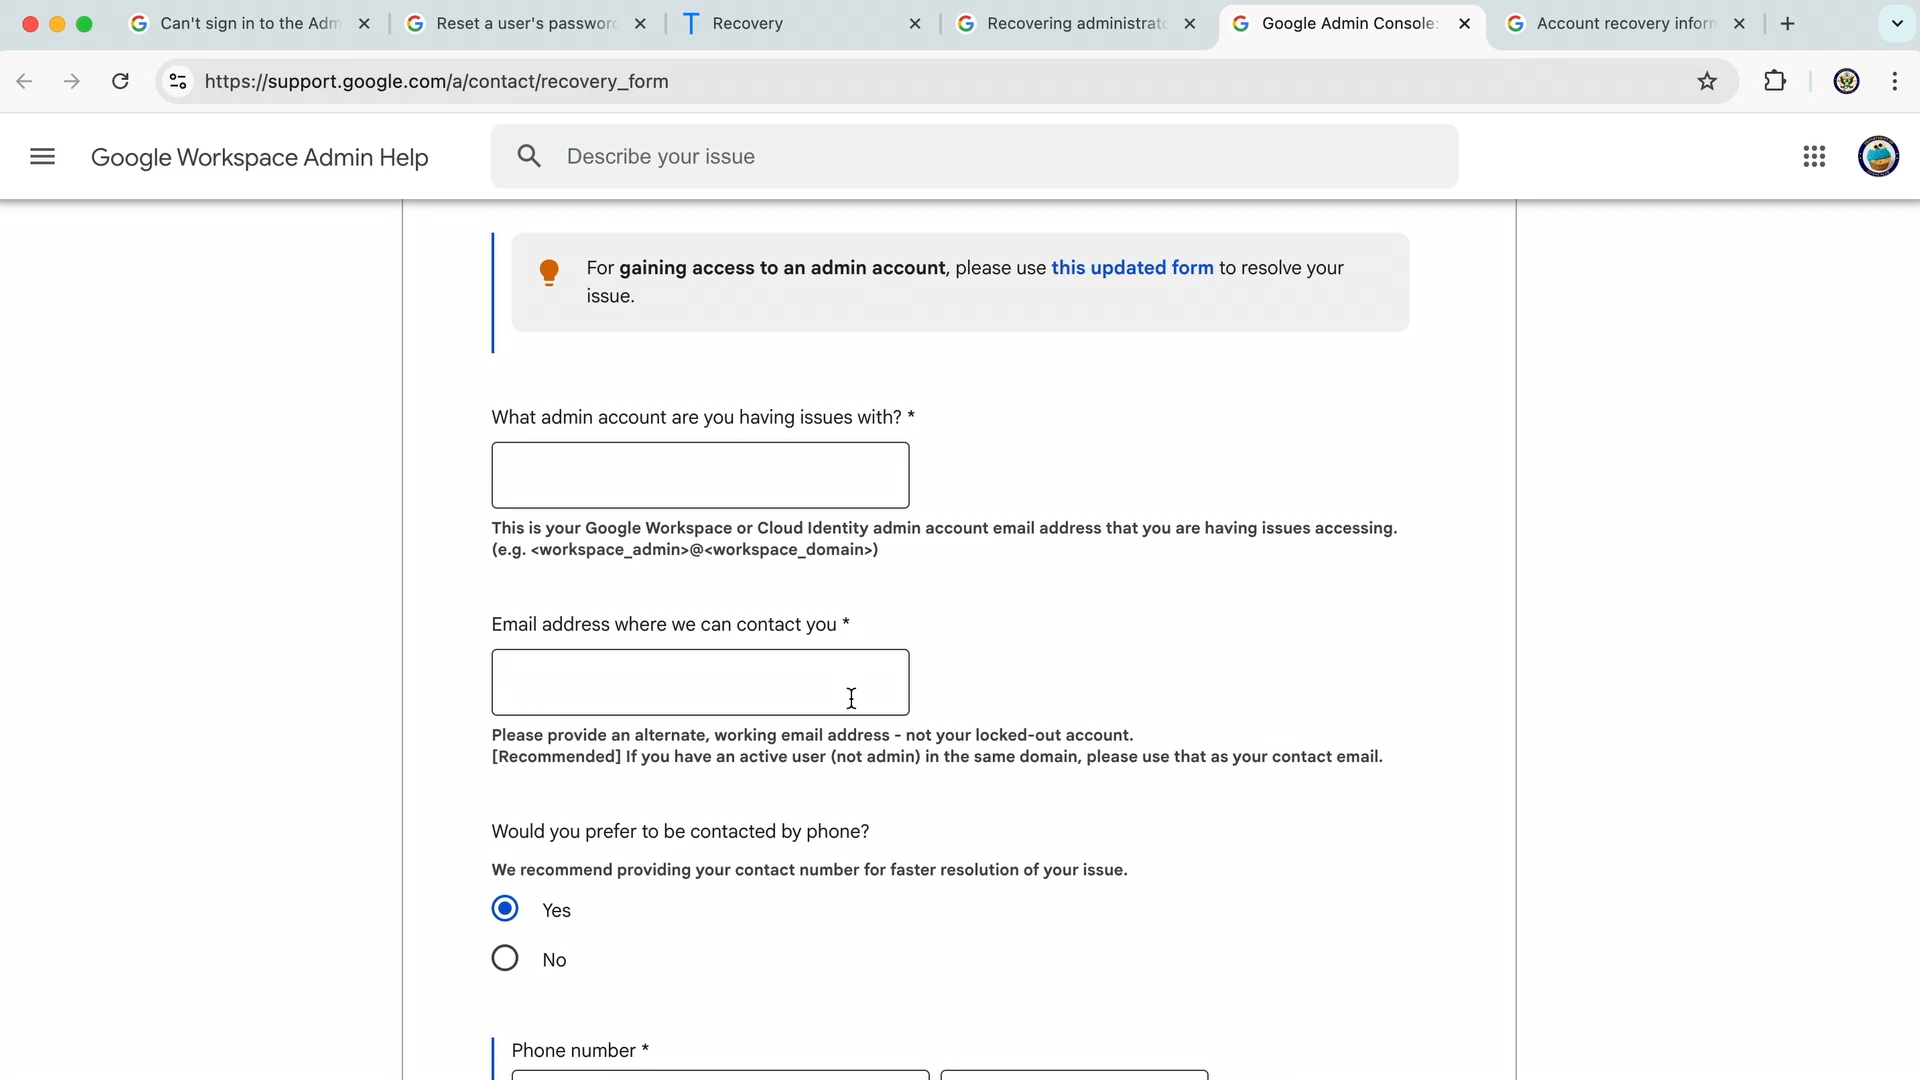 Can't sign in to the Adm
Reset a user's password
Recovery
Recovering administrato
Google Admin Console:
Account recovery inform
https://support.google.com/a/contact/recovery_form
Google Workspace Admin Help
Describe your issue
For gaining access to an admin account, please use this updated form to resolve your
issue.
What admin account are you having issues with? *
This is your Google Workspace or Cloud Identity admin account email address that you are having issues accessing.
(e.g. <workspace_admin>@<workspace_domain>)
Email address where we can contact you *
Please provide an alternate, working email address - not your locked-out account.
[Recommended] If you have an active user (not admin) in the same domain, please use that as your contact email.
Would you prefer to be contacted by phone?
We recommend providing your contact number for faster resolution of your issue.
Yes
No
Phone number *